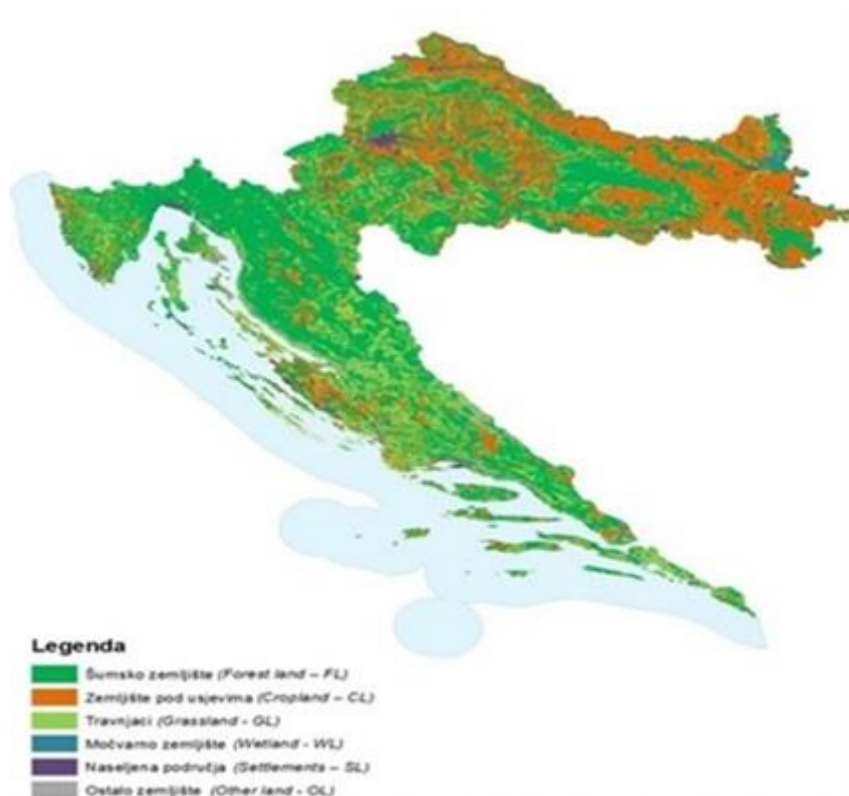 Legenda
Šumsko zemljište (Forest land – FL)
Zemljište pod usjevima (Cropland – CL)
Travnjaci (Grassland - GL)
Močvarno zemljište (Wetland - WL)
Naseljena područja (Settlements – SL)
Ostalo zemljište (Other land - OL)